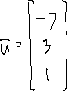 ū = [-7
3
1]